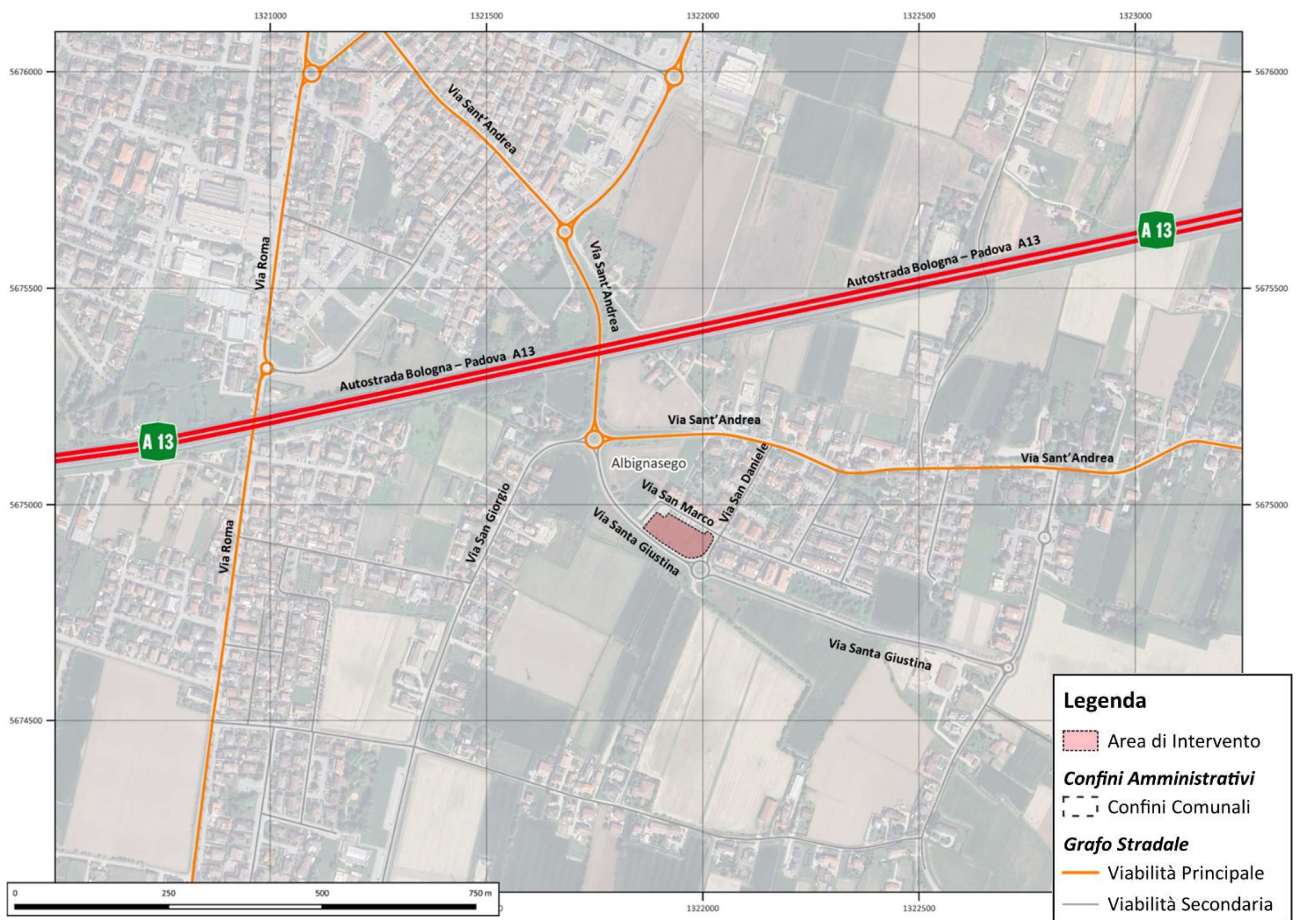 1321000
1321500
1322000
1322500
1323000
5676000
5676000
Via Sant'Andrea
Via Roma
Via Sant'Andrea
A 13
Autostrada Bologna – Padova A13
5675500
5675500
Autostrada Bologna – Padova A13
A 13
Via Sant'Andrea
Via Sant'Andrea
Albignasego
Via San Daniele
Via San Marco
5675000
5675000
Via San Giorgio
Via Santa Giustina
Via Roma
Via Santa Giustina
5674500
Legenda
Area di Intervento
Confini Amministrativi
Confini Comunali
Grafo Stradale
Viabilità Principale
Viabilità Secondaria
0
250
500
750 m
1322000
1322500